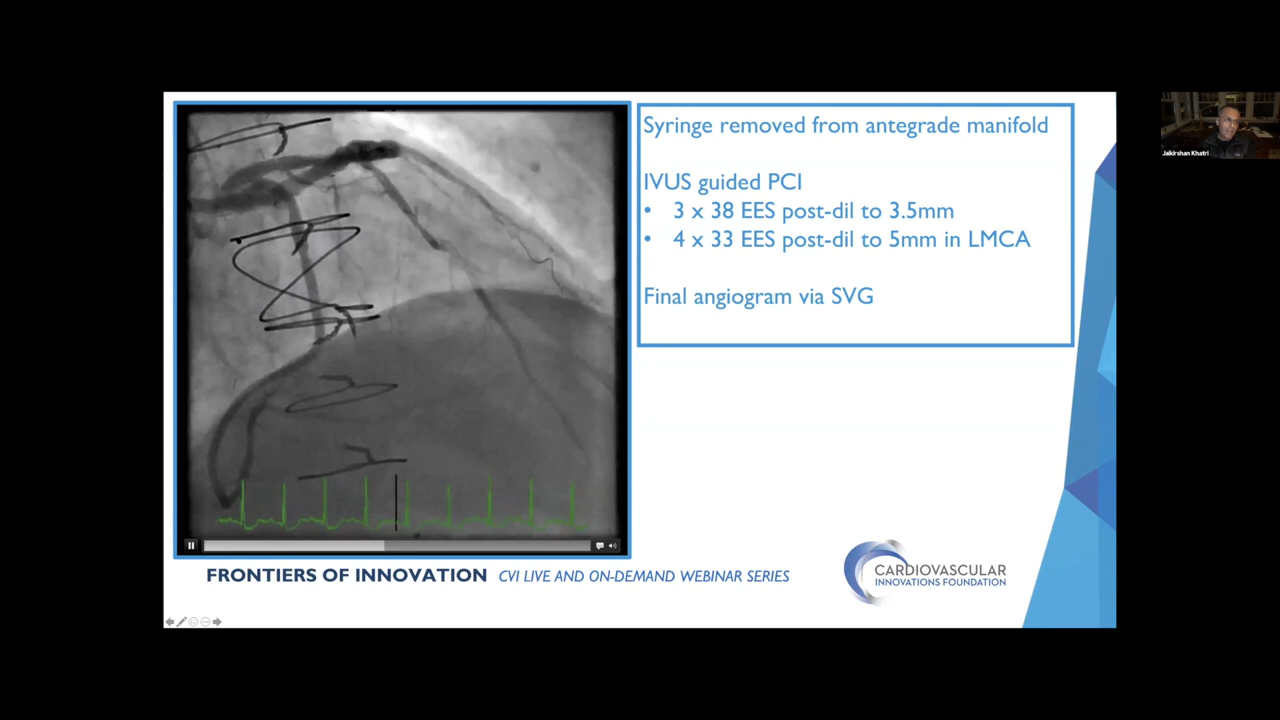 Syringe removed from antegrade manifold
IVUS guided PCI
• 3 x 38 EES post-dil to 3.5mm
• 4 x 33 EES post-dil to 5mm in LMCA
Final angiogram via SVG
Jaikirshan Khatri
FRONTIERS OF INNOVATION CVI LIVE AND ON-DEMAND WEBINAR SERIES
CARDIOVASCULAR
INNOVATIONS FOUNDATION